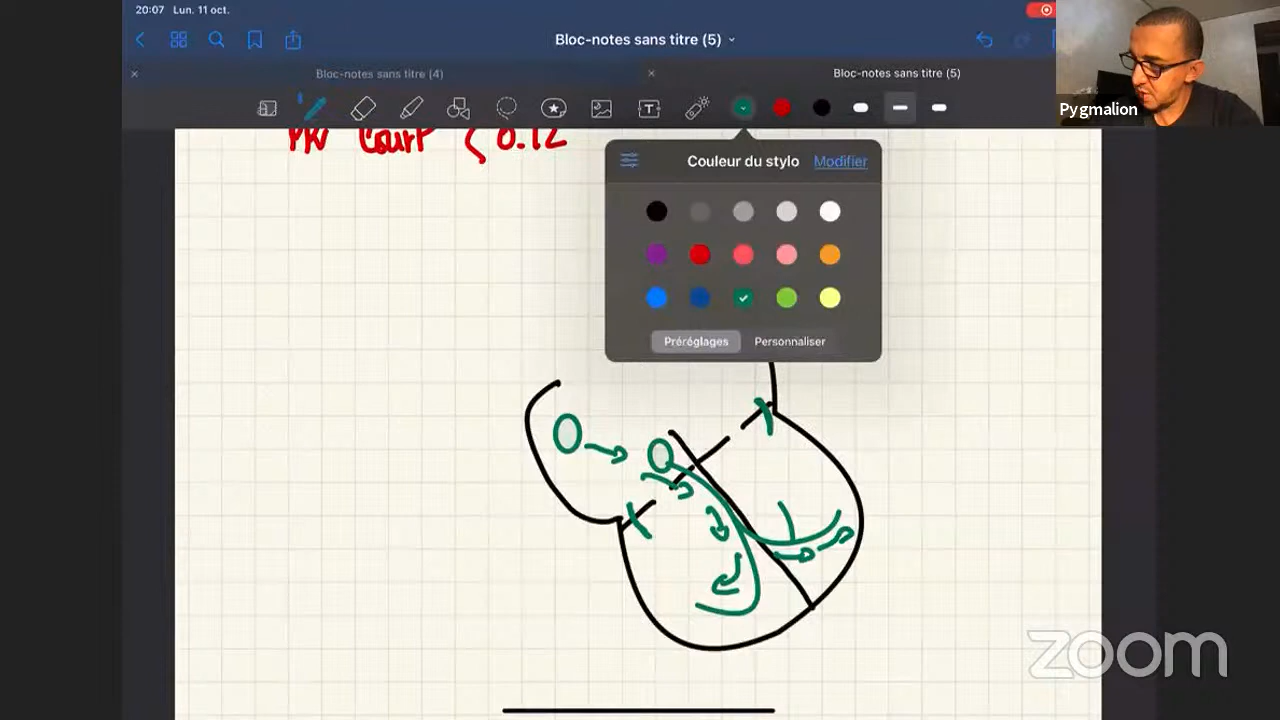 20:07 Lun. 11 oct.
Bloc-notes sans titre (5)
Bloc-notes sans titre (4)
Bloc-notes sans titre (5)
Pygmalion
Court < 0.12
Couleur du stylo
Modifier
Préréglages
Personnaliser
zoom